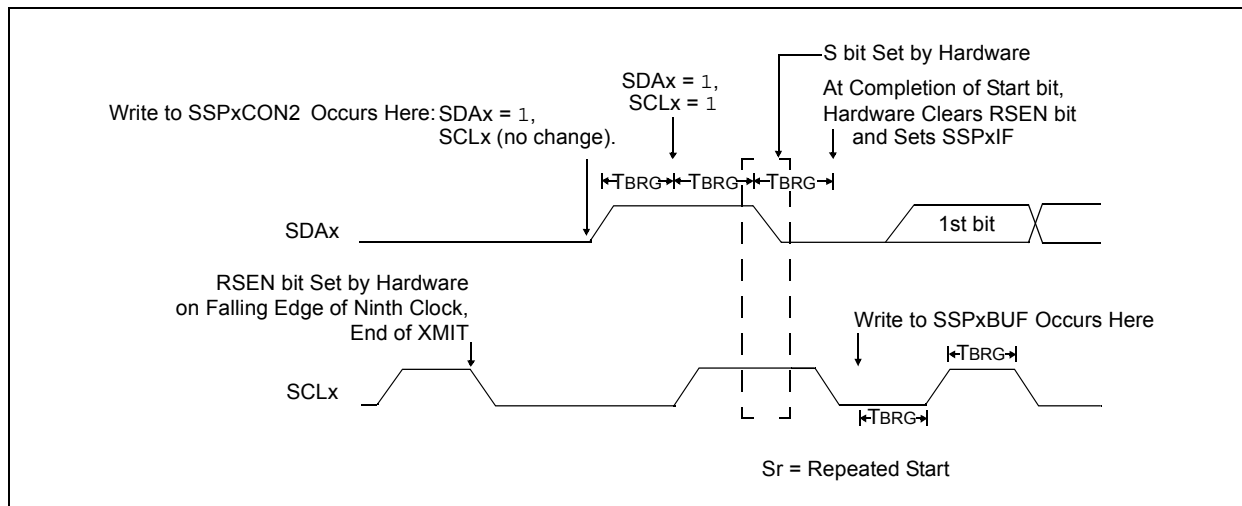 S bit Set by Hardware
SDAx = 1,
SCLx = 1
At Completion of Start bit,
Hardware Clears RSEN bit
and Sets SSPxIF
Write to SSPxCON2 Occurs Here: SDAx = 1,
SCLx (no change).
TBRG TBRG TBRG
SDAx
1st bit
RSEN bit Set by Hardware
on Falling Edge of Ninth Clock,
End of XMIT
Write to SSPxBUF Occurs Here
TBRG
SCLx
TBRG
Sr = Repeated Start